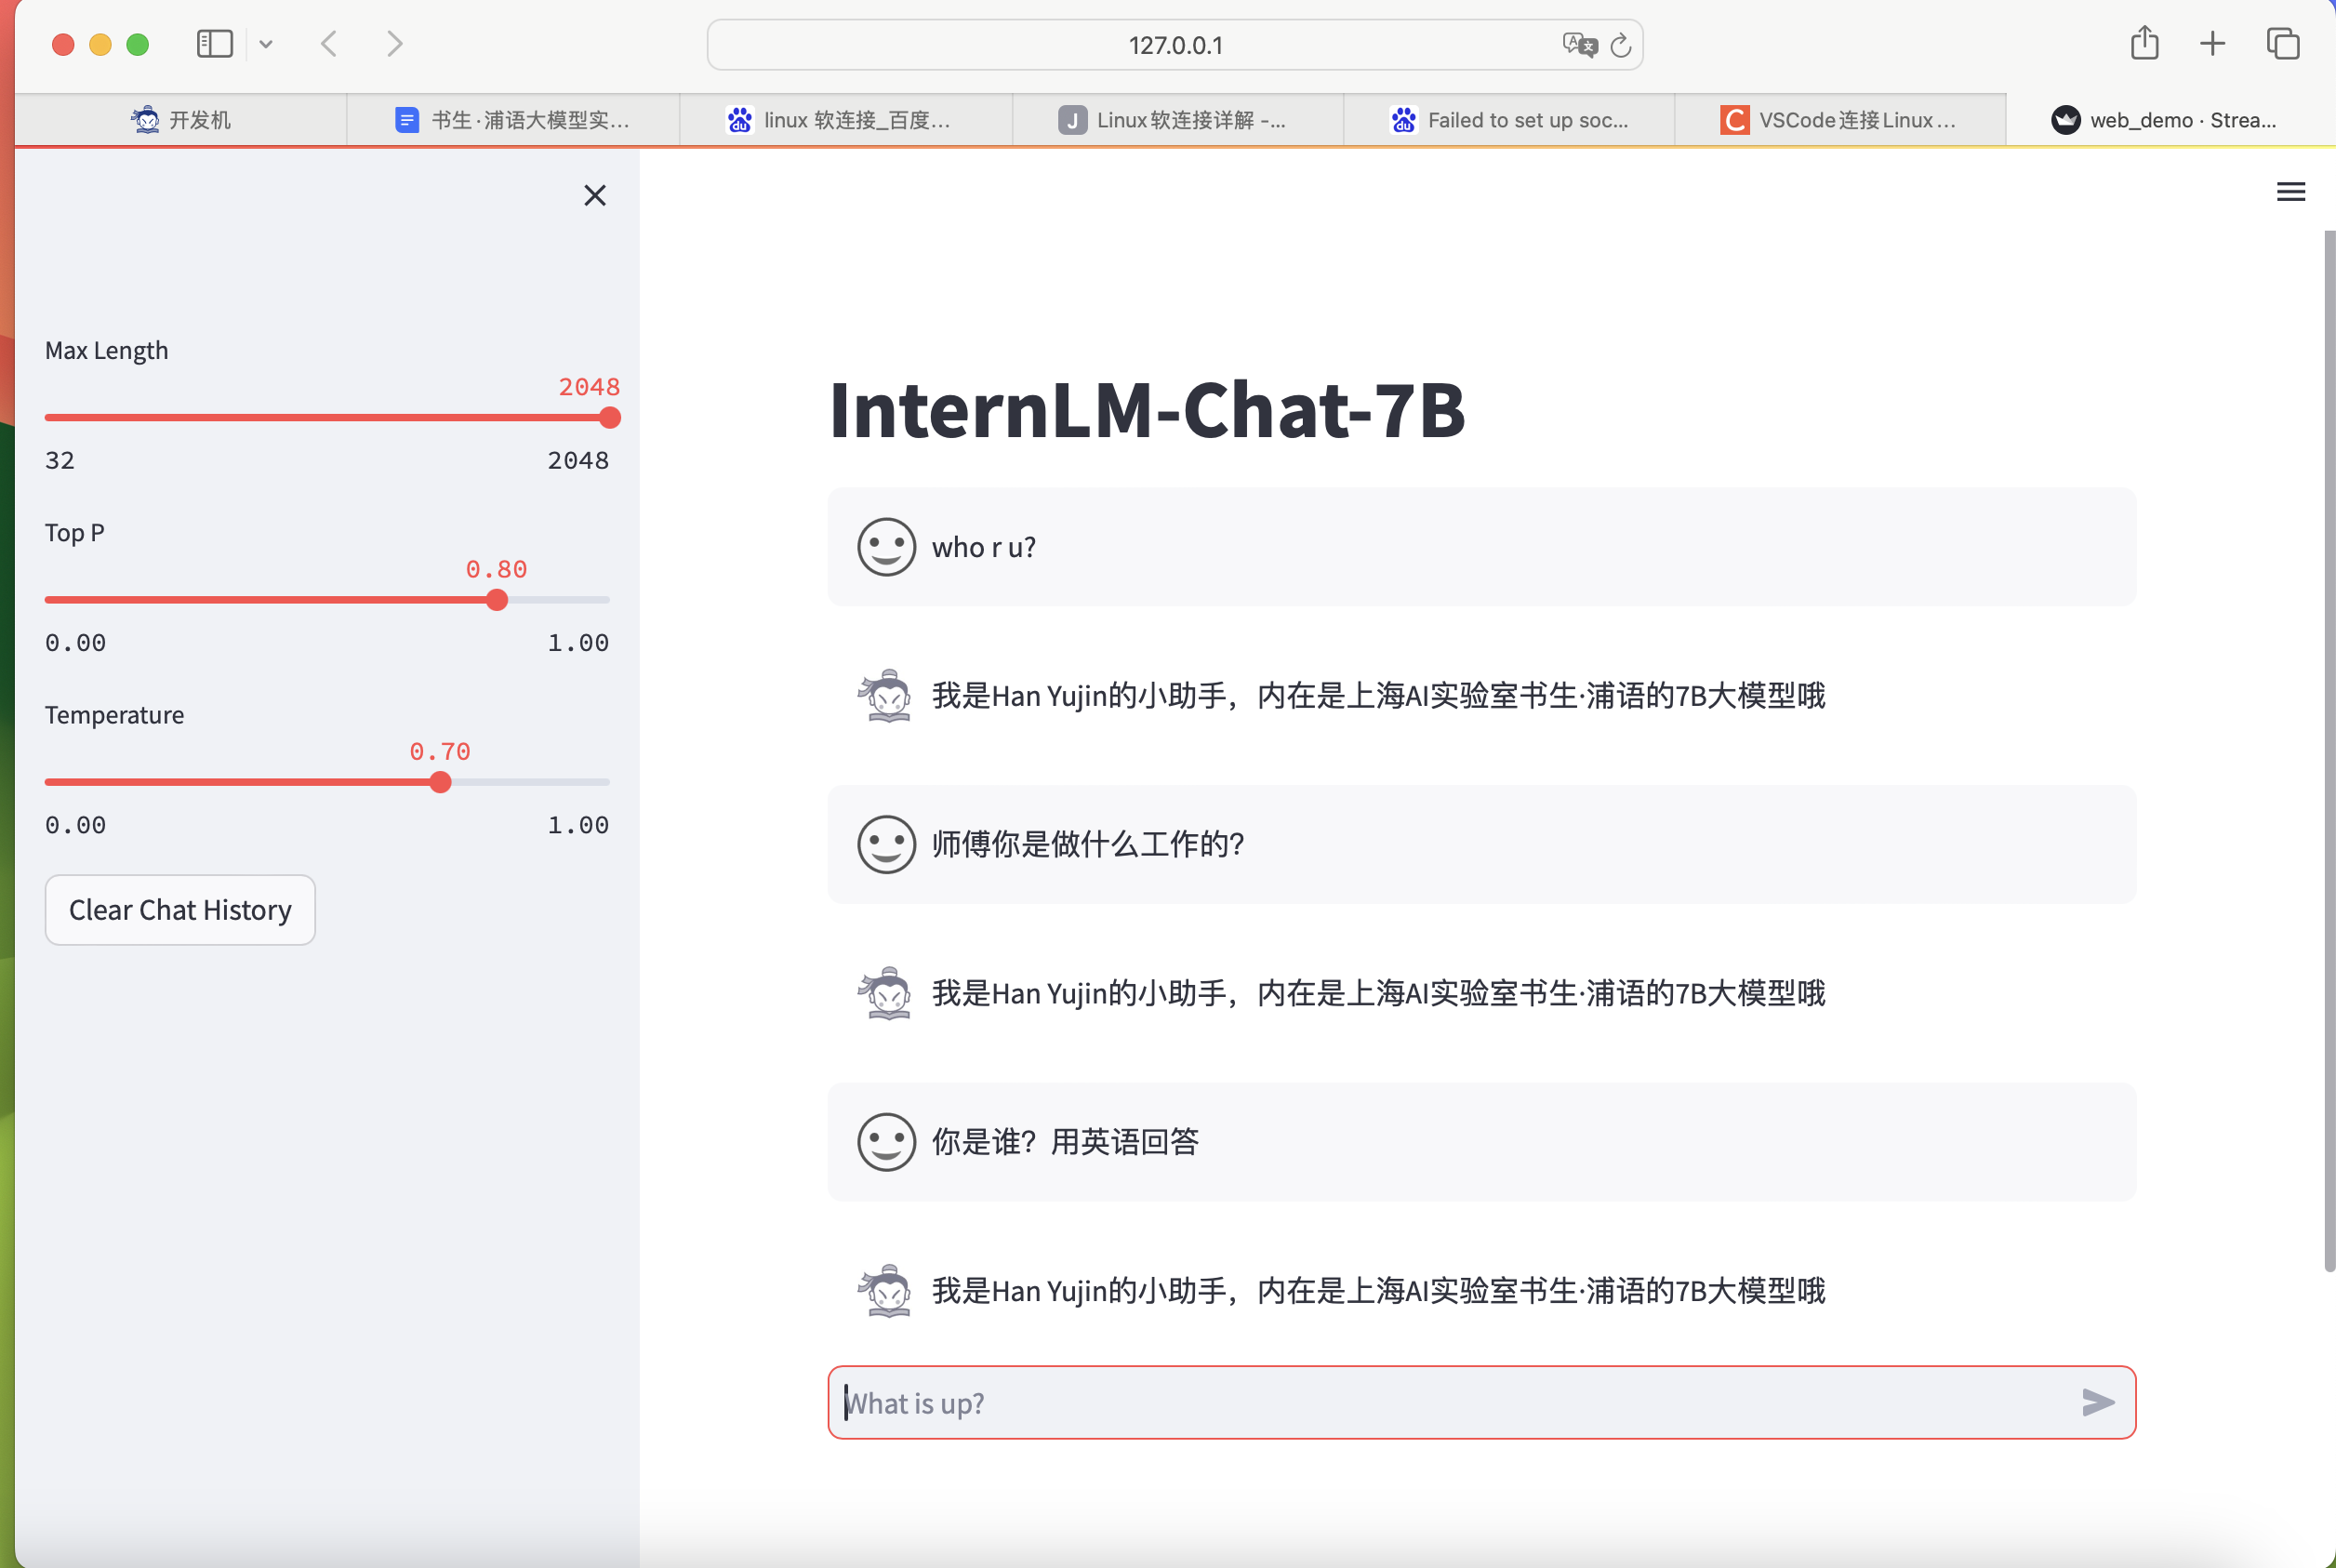 127.0.0.1
开发机
书生·浦语大模型实...
linux 软连接_百度...
Linux软连接详解 -...
Failed to set up soc...
VSCode连接Linux...
web_demo · Strea...
Max Length
2048
32 2048
Top P
0.80
0.00 1.00
Temperature
0.70
0.00 1.00
Clear Chat History
InternLM-Chat-7B
who r u?
我是Han Yujin的小助手，内在是上海AI实验室书生·浦语的7B大模型哦
师傅你是做什么工作的？
我是Han Yujin的小助手，内在是上海AI实验室书生·浦语的7B大模型哦
你是谁？用英语回答
我是Han Yujin的小助手，内在是上海AI实验室书生·浦语的7B大模型哦
What is up?